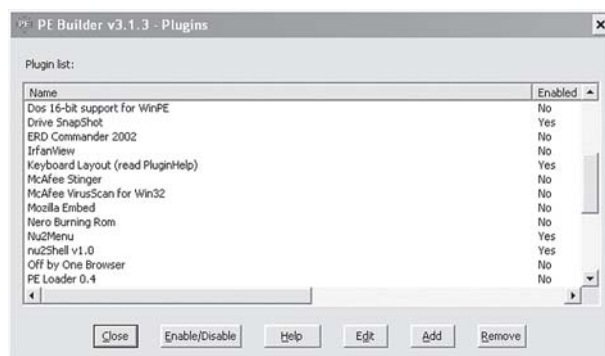 PE Builder v3.1.3 - Plugins
Plugin list:
Name Enabled
Dos 16-bit support for WinPE No
Drive SnapShot Yes
ERD Commander 2002 No
IrfanView No
Keyboard Layout (read PluginHelp) Yes
McAfee Stinger No
McAfee VirusScan for Win32 No
Mozilla Embed No
Nero Burning Rom No
Nu2Menu Yes
nu2Shell v1.0 Yes
Off by One Browser No
PE Loader 0.4 No
Close Enable/Disable Help Edit Add Remove